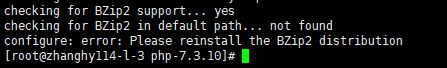 checking for BZip2 support... yes
checking for BZip2 in default path... not found
configure: error: Please reinstall the BZip2 distribution
[root@zhanghy114-l-3 php-7.3.10]#